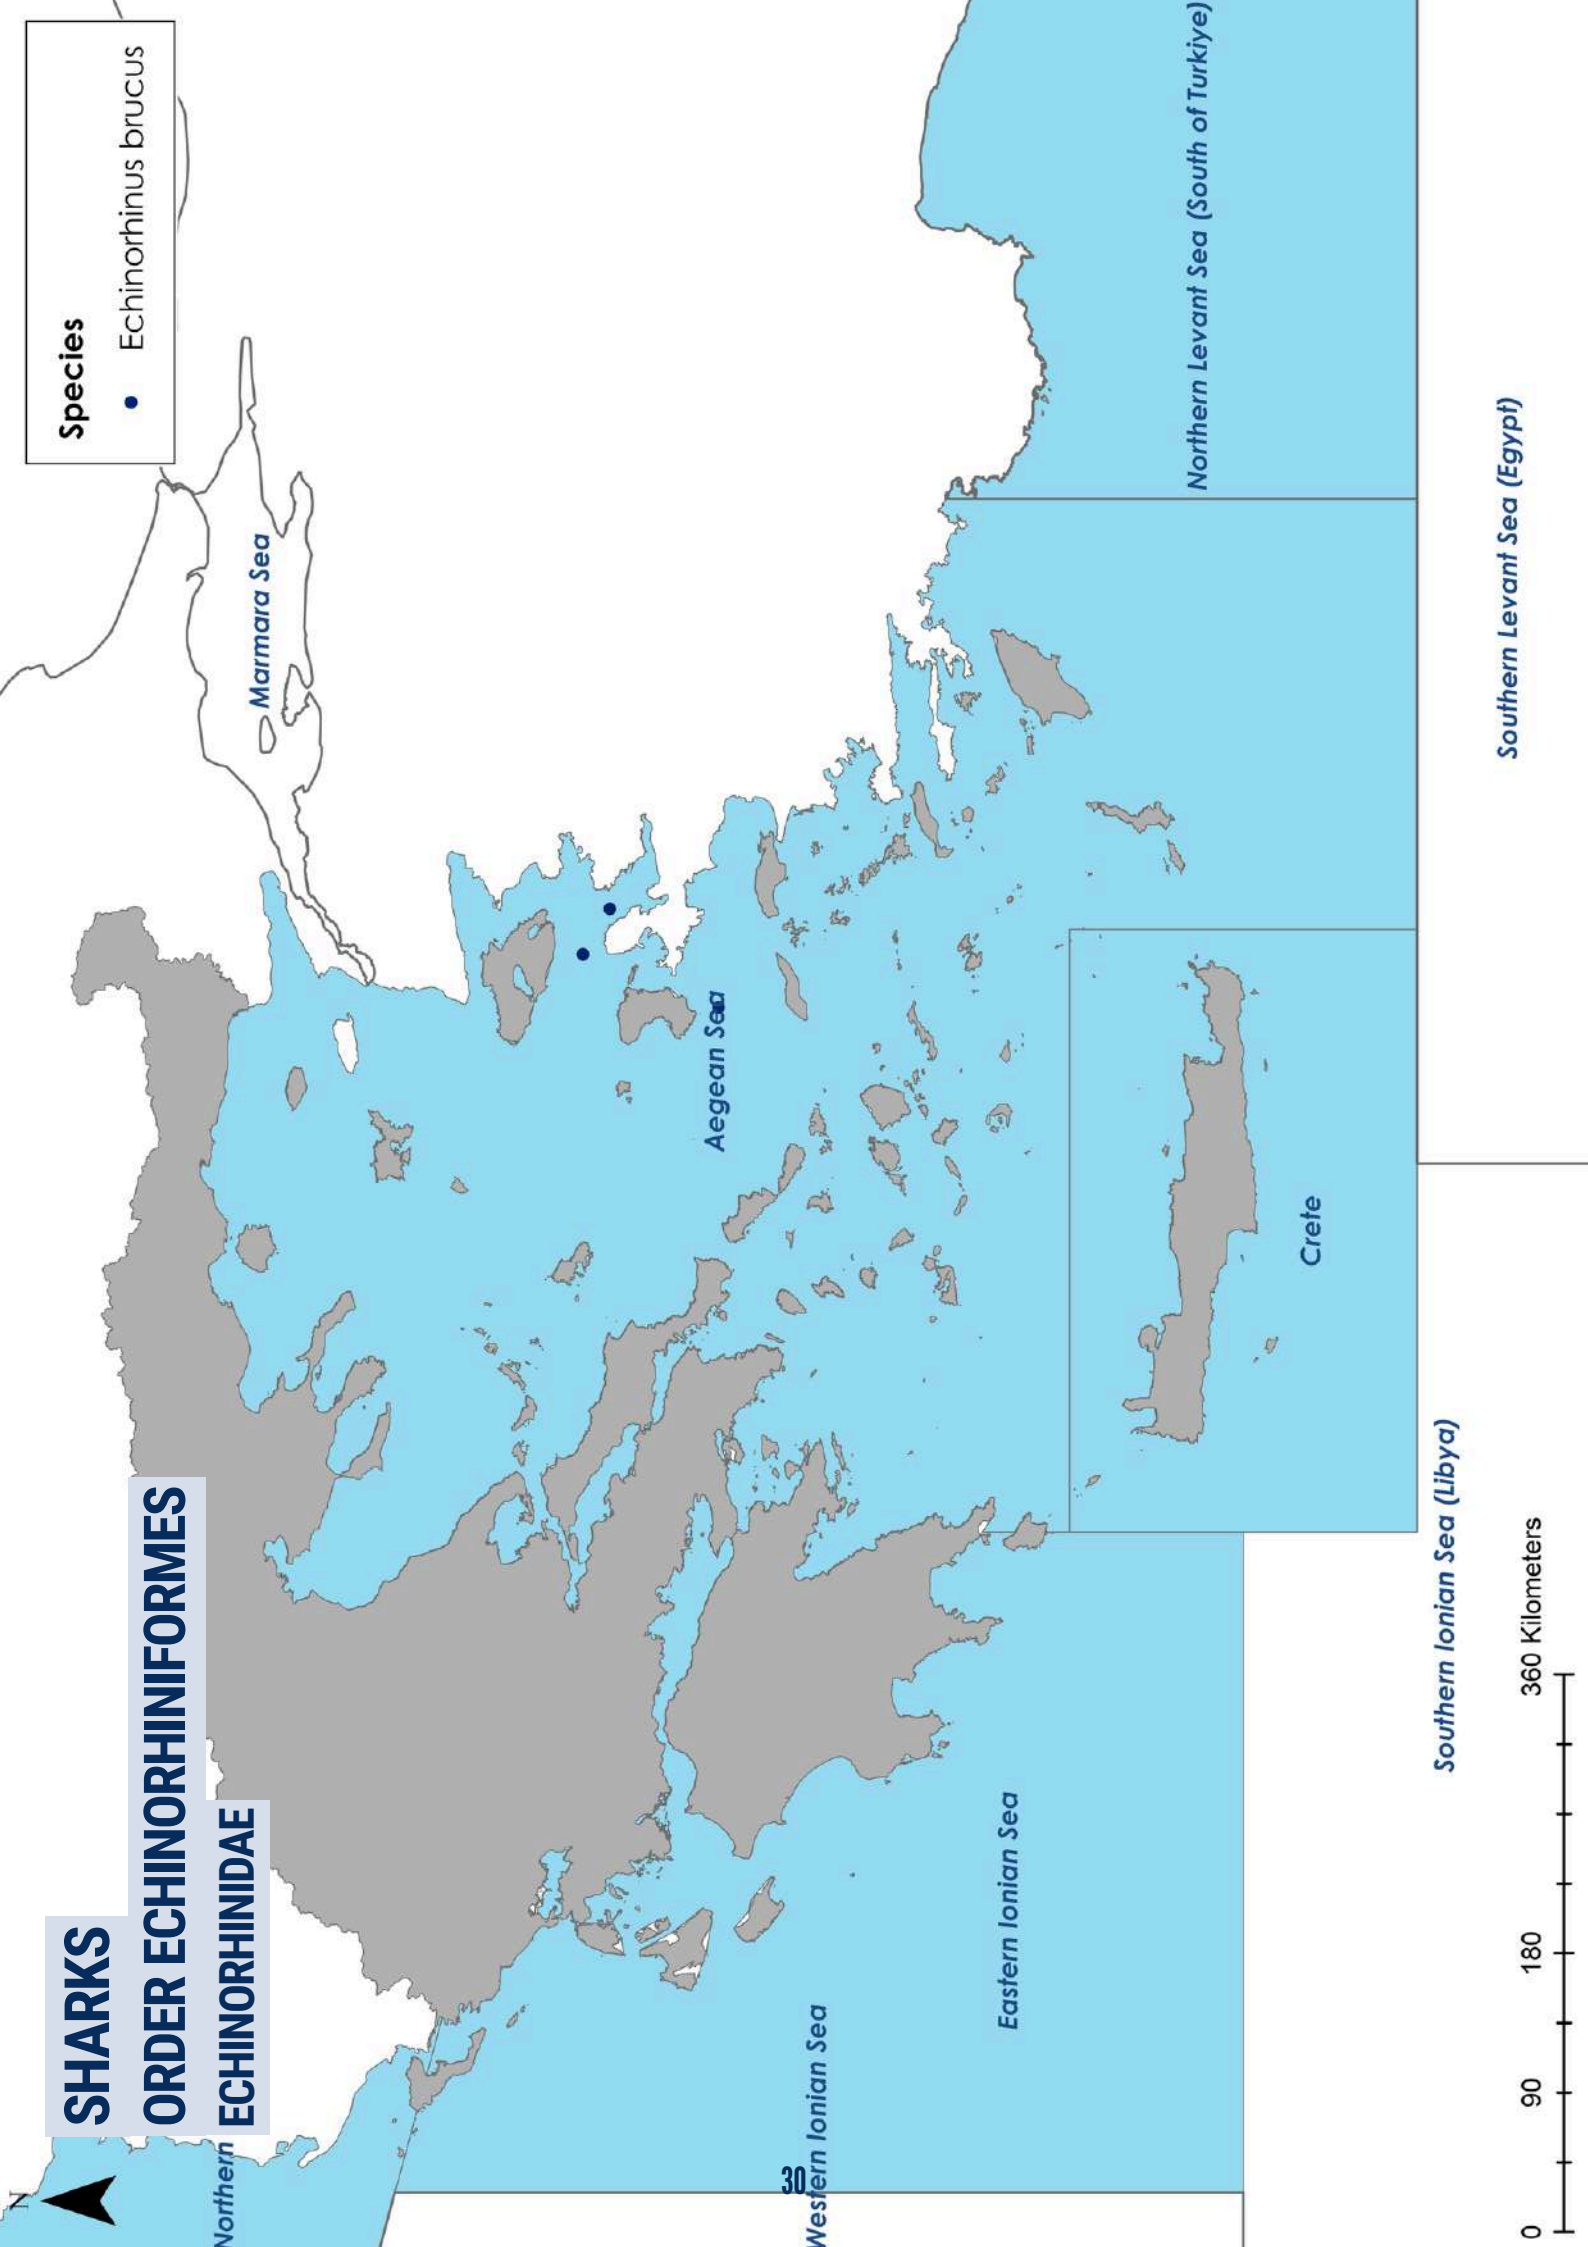 SHARKS
ORDER ECHINORHINIFORMES
ECHINORHINIDAE
N
Species
Echinorhinus brucus
Northern
Marmara Sea
Aegean Sea
Western Ionian Sea
Eastern Ionian Sea
Crete
Northern Levant Sea (South of Turkiye)
Southern Ionian Sea (Libya)
Southern Levant Sea (Egypt)
0 90 180 360 Kilometers
30